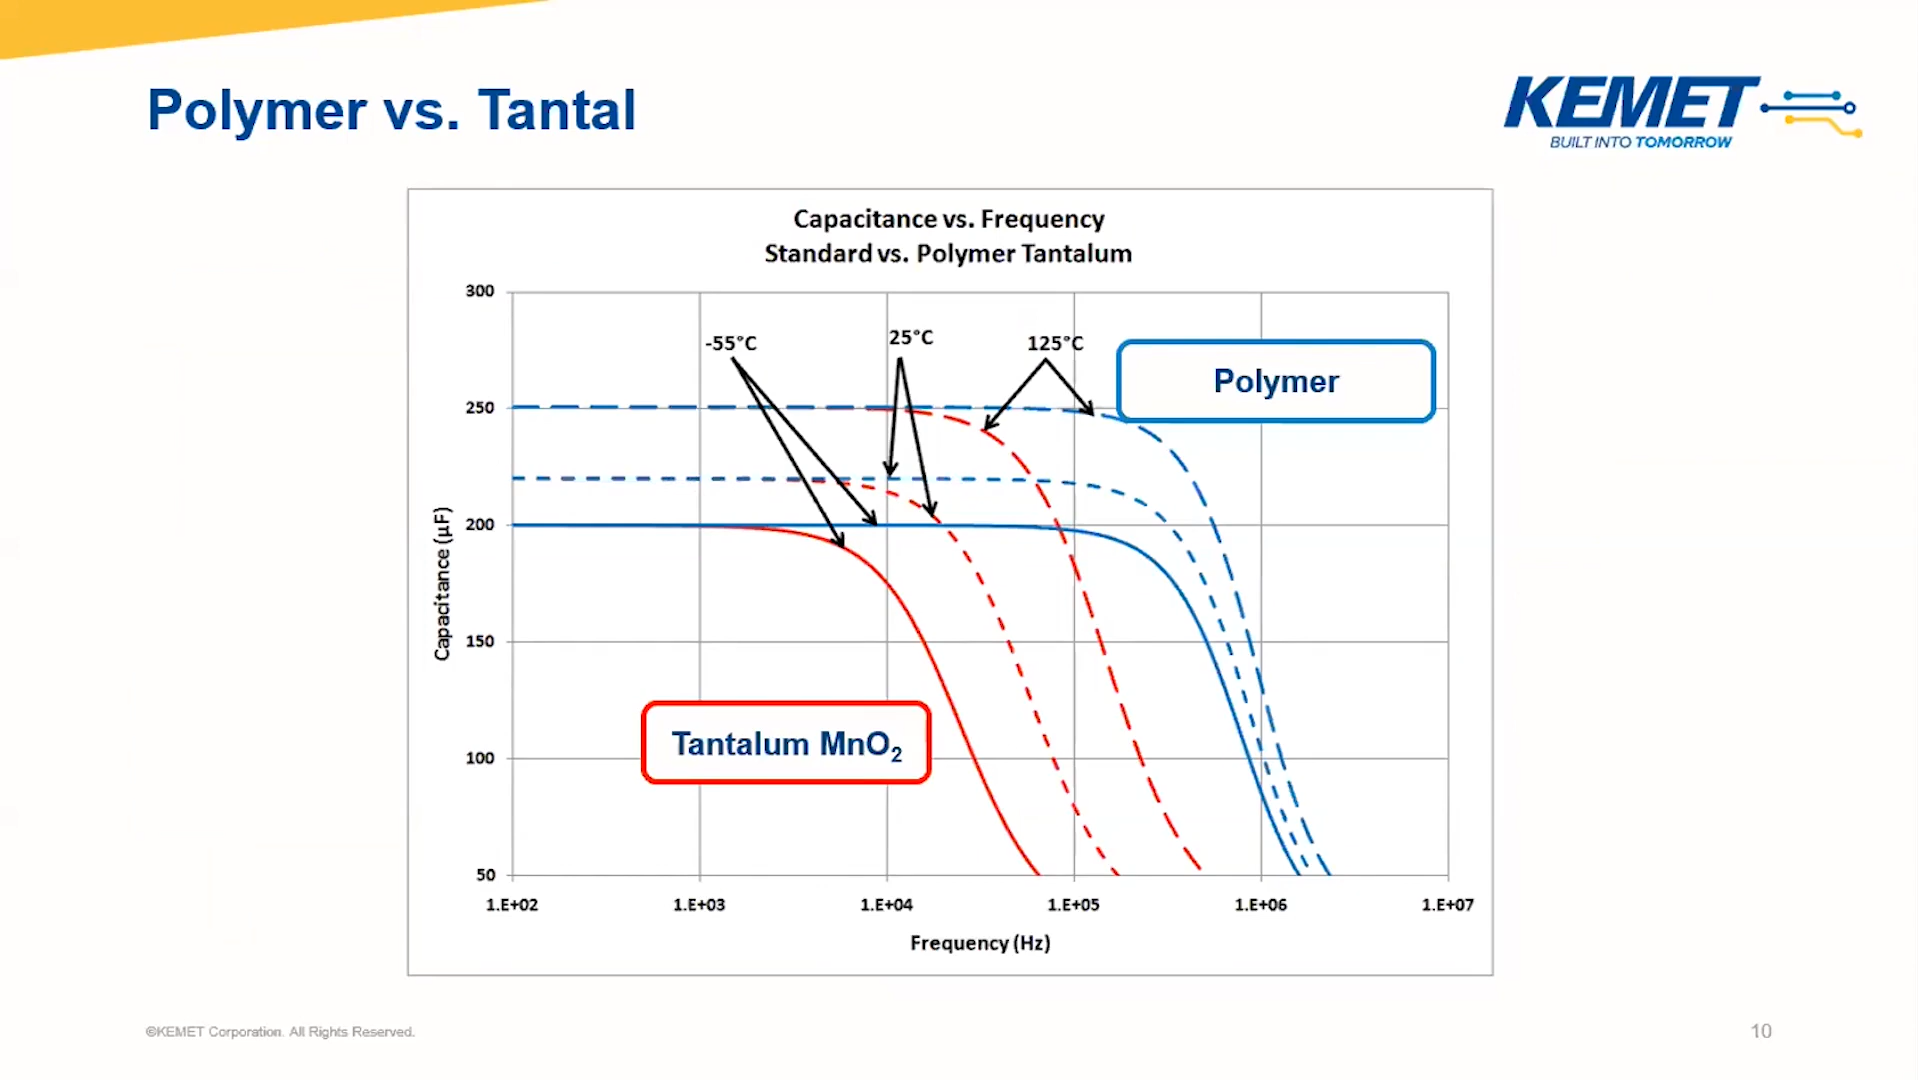 Polymer vs. Tantal
KEMET
BUILT INTO TOMORROW
Capacitance vs. Frequency
Standard vs. Polymer Tantalum
300
250
200
150
100
50
Capacitance (µF)
-55°C
25°C
125°C
Polymer
Tantalum MnO₂
1.E+02
1.E+03
1.E+04
1.E+05
1.E+06
1.E+07
Frequency (Hz)
©KEMET Corporation. All Rights Reserved.
10